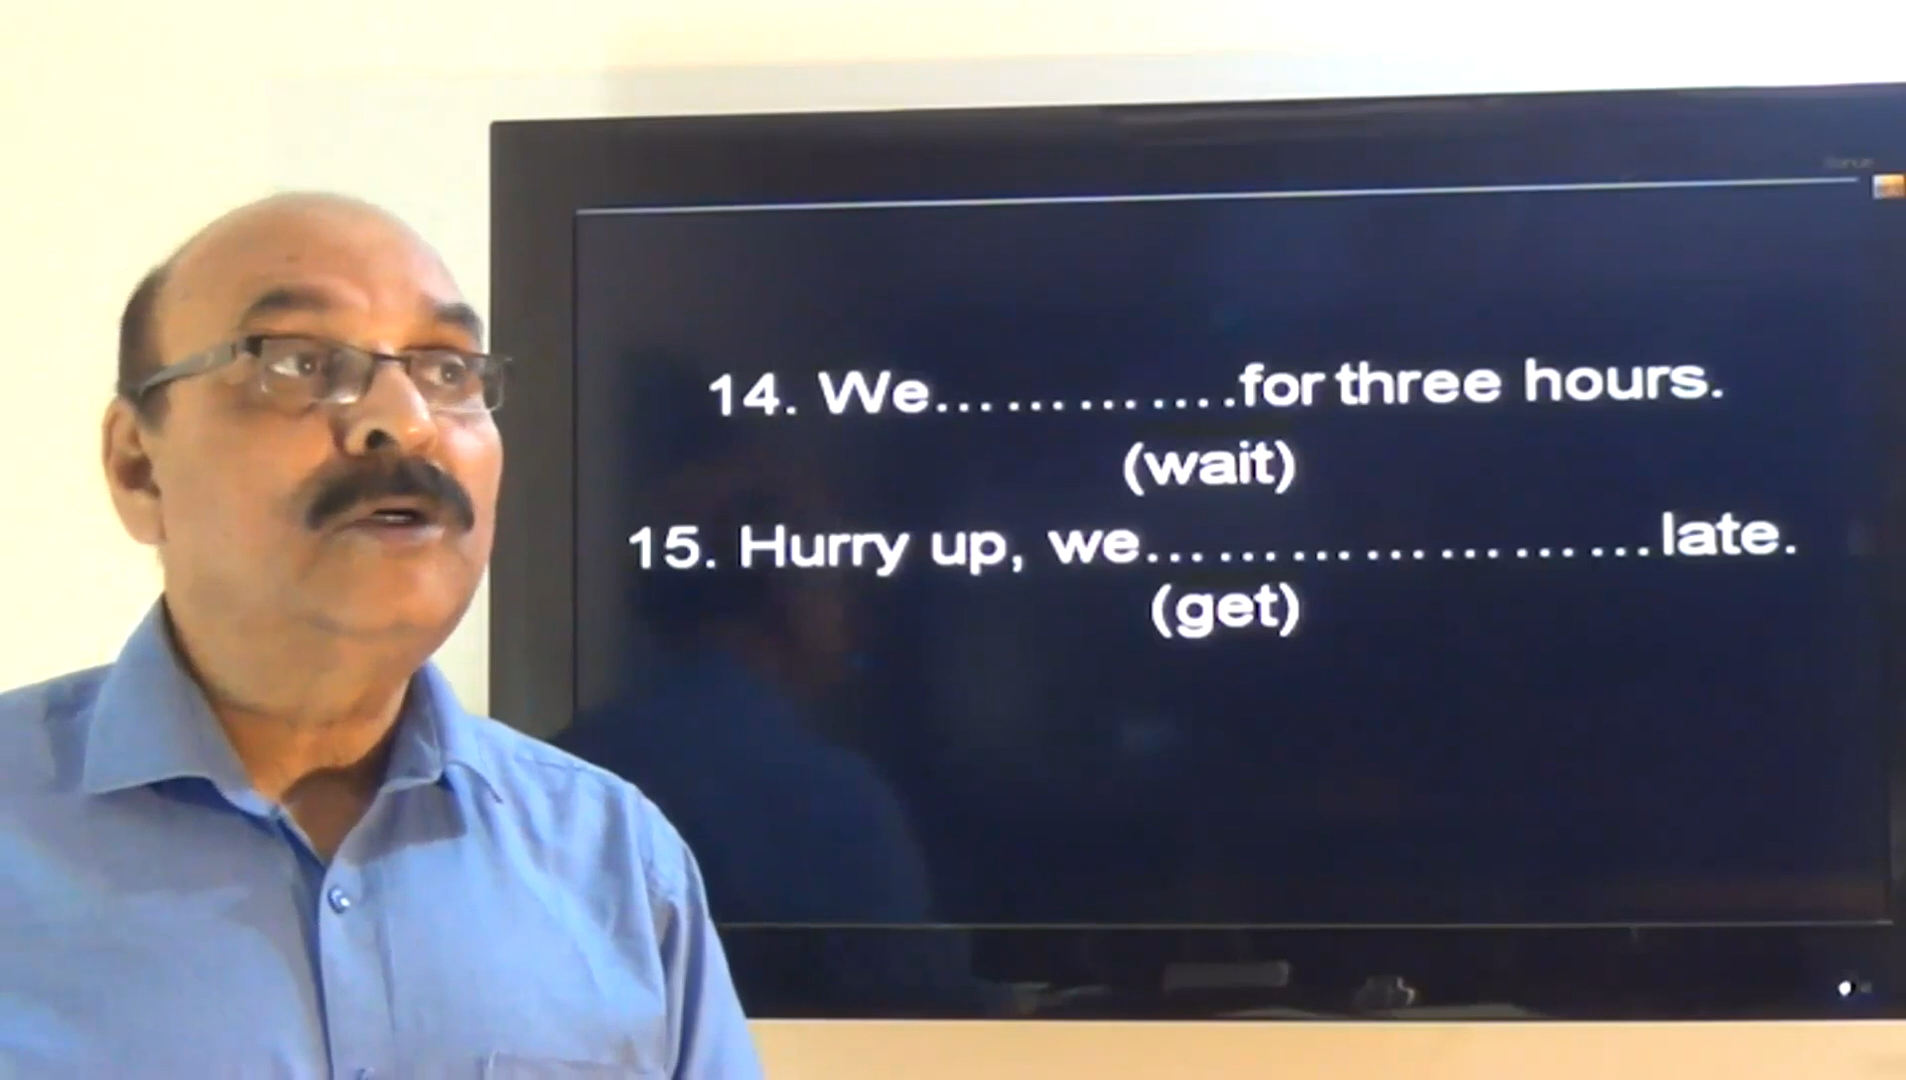 14. We..............for three hours.
(wait)
15. Hurry up, we.....................late.
(get)